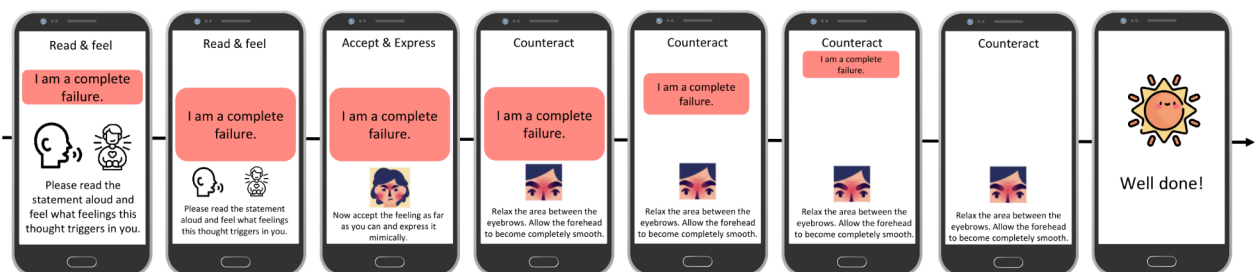 Read & feel
I am a complete
failure.
Please read the
statement aloud and
feel what feelings this
thought triggers in you.
Read & feel
I am a complete
failure.
Please read the statement
aloud and feel what feelings
this thought triggers in you.
Accept & Express
I am a complete
failure.
Now accept the feeling as far
as you can and express it
mimically.
Counteract
I am a complete
failure.
Relax the area between the
eyebrows. Allow the forehead
to become completely smooth.
Counteract
I am a complete
failure.
Relax the area between the
eyebrows. Allow the forehead
to become completely smooth.
Counteract
I am a complete
failure.
Relax the area between the
eyebrows. Allow the forehead
to become completely smooth.
Counteract
Relax the area between the
eyebrows. Allow the forehead
to become completely smooth.
Well done!